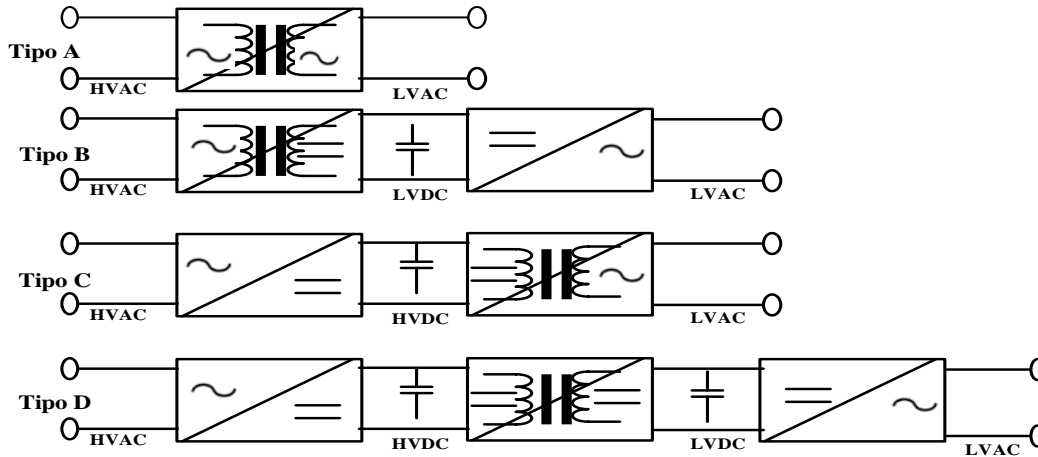 Tipo A
HVAC
LVAC
Tipo B
HVAC
LVDC
LVAC
Tipo C
HVAC
HVDC
LVAC
Tipo D
HVAC
HVDC
LVDC
LVAC